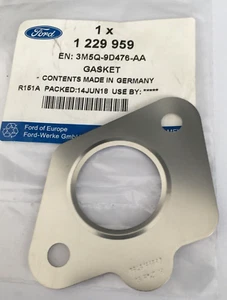 Ford
1 x
1 229 959
EN: 3M5Q-9D476-AA
GASKET
* CONTENTS MADE IN GERMANY
R151A PACKED:14JUN18 USE BY: *****
Ford of Europe
Ford-Werke GmbH